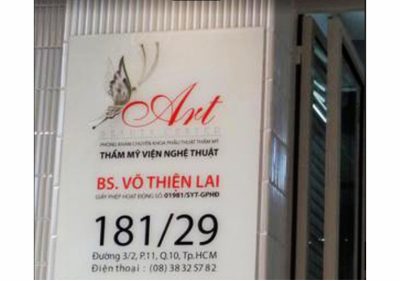 Art
BEAUTY CENTER
PHÒNG KHÁM CHUYÊN KHOA PHẪU THUẬT THẨM MỸ
THẨM MỸ VIỆN NGHỆ THUẬT
BS. VÕ THIỆN LAI
GIẤY PHÉP HOẠT ĐỘNG SỐ 01981/SYT-GPHĐ
181/29
Đường 3/2, P.11, Q.10, Tp.HCM
Điện thoại : (08) 38 32 57 82